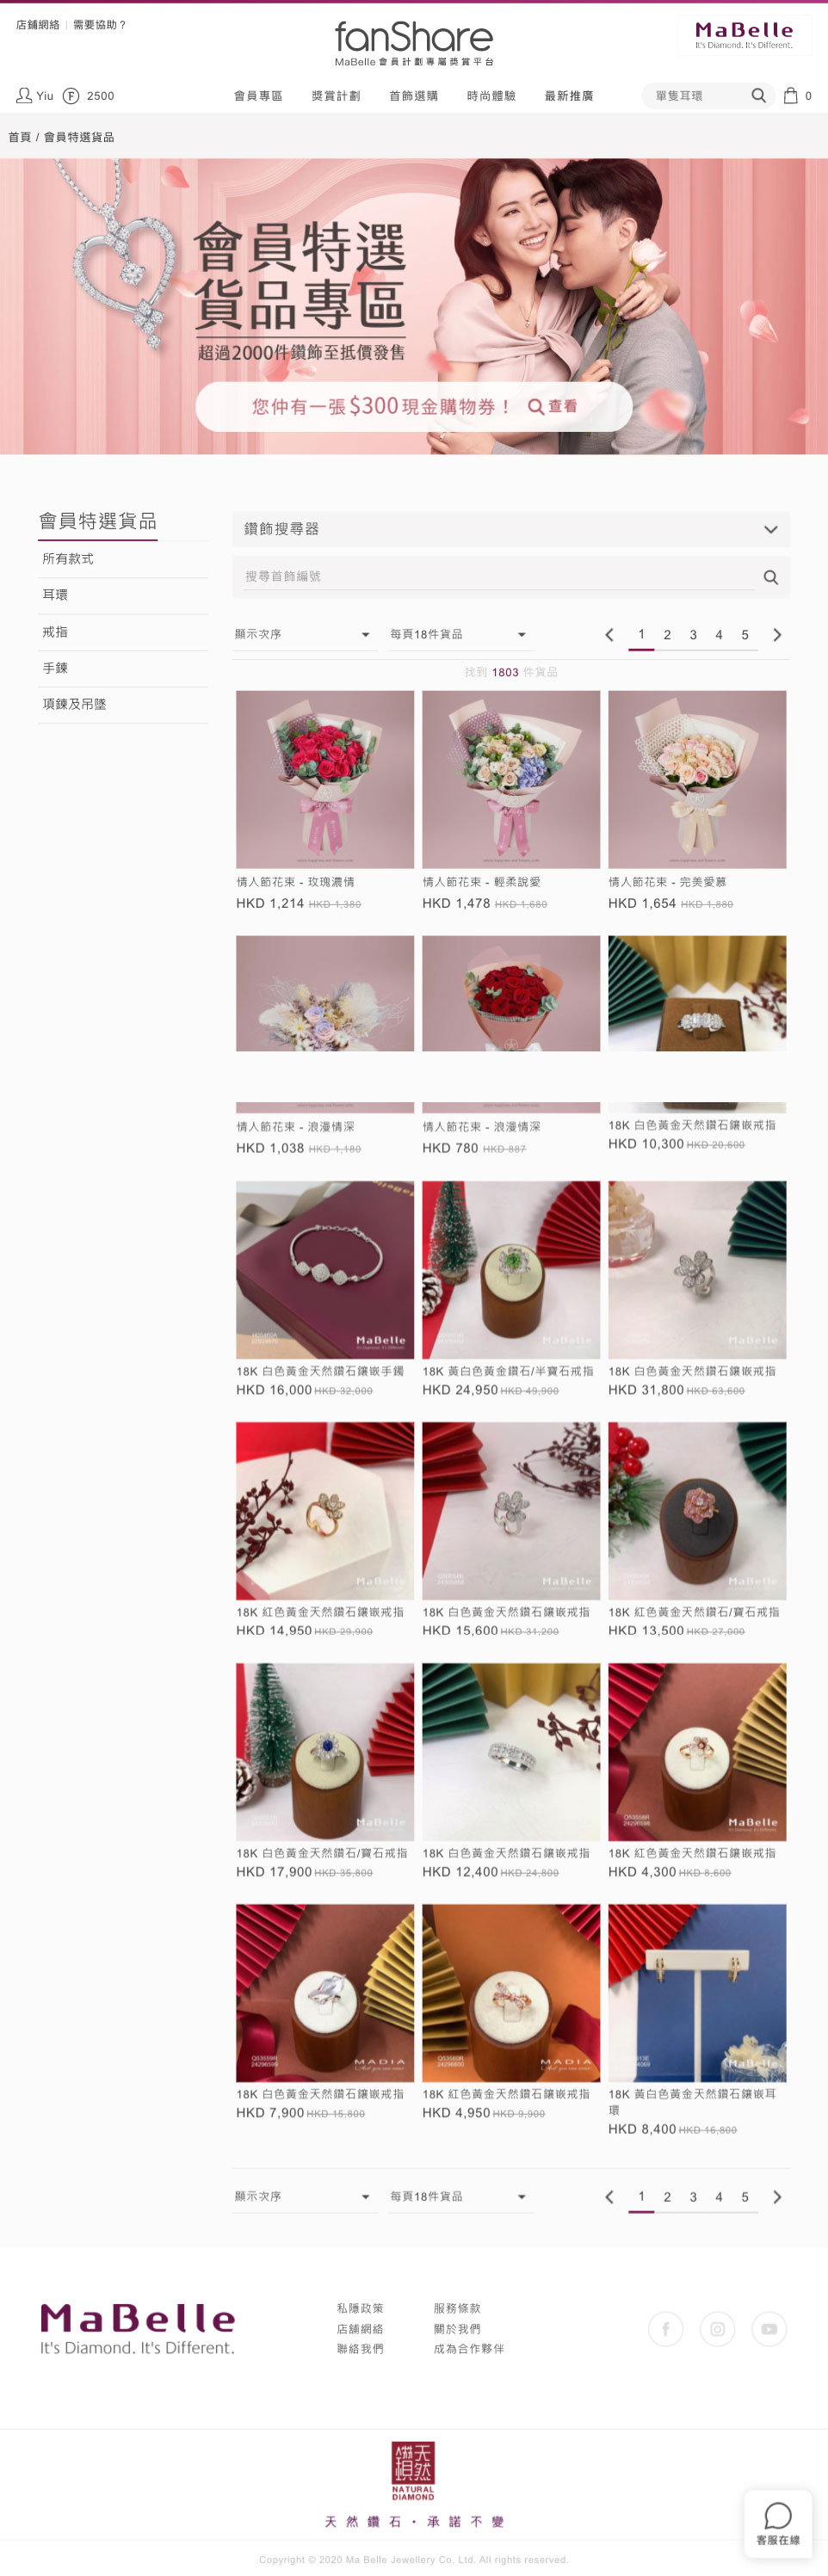 店舖網絡 | 需要協助？
fanShare
MaBelle 會員計劃專屬獎賞平台
MaBelle
It's Diamond. It's Different.
Yiu
2500
會員專區
獎賞計劃
首飾選購
時尚體驗
最新推廣
單隻耳環
0
首頁 / 會員特選貨品
會員特選
貨品專區
超過2000件鑽飾至抵價發售
您仲有一張$300現金購物券！ 查看
會員特選貨品
所有款式
耳環
戒指
手鍊
項鍊及吊墜
鑽飾搜尋器
搜尋首飾編號
顯示次序
每頁18件貨品
1 2 3 4 5
找到 1803 件貨品
情人節花束 - 玫瑰濃情
HKD 1,214 HKD 1,380
情人節花束 - 輕柔說愛
HKD 1,478 HKD 1,680
情人節花束 - 完美愛慕
HKD 1,654 HKD 1,880
情人節花束 - 浪漫情深
HKD 1,038 HKD 1,180
情人節花束 - 浪漫情深
HKD 780 HKD 887
18K 白色黃金天然鑽石鑲嵌戒指
HKD 10,300 HKD 20,600
MaBelle
18K 白色黃金天然鑽石鑲嵌手鐲
HKD 16,000 HKD 32,000
MaBelle
18K 黃白色黃金鑽石/半寶石戒指
HKD 24,950 HKD 49,900
MaBelle
18K 白色黃金天然鑽石鑲嵌戒指
HKD 31,800 HKD 63,600
MaBelle
18K 紅色黃金天然鑽石鑲嵌戒指
HKD 14,950 HKD 29,900
MaBelle
18K 白色黃金天然鑽石鑲嵌戒指
HKD 15,600 HKD 31,200
MaBelle
18K 紅色黃金天然鑽石/寶石戒指
HKD 13,500 HKD 27,000
MaBelle
18K 白色黃金天然鑽石/寶石戒指
HKD 17,900 HKD 35,800
MaBelle
18K 白色黃金天然鑽石鑲嵌戒指
HKD 12,400 HKD 24,800
MaBelle
18K 紅色黃金天然鑽石鑲嵌戒指
HKD 4,300 HKD 8,600
MADIA
18K 白色黃金天然鑽石鑲嵌戒指
HKD 7,900 HKD 15,800
MADIA
18K 紅色黃金天然鑽石鑲嵌戒指
HKD 4,950 HKD 9,900
MaBelle
18K 黃白色黃金天然鑽石鑲嵌耳
環
HKD 8,400 HKD 16,800
顯示次序
每頁18件貨品
1 2 3 4 5
MaBelle
It's Diamond. It's Different.
私隱政策
店舖網絡
聯絡我們
服務條款
關於我們
成為合作夥伴
天然鑽石
NATURAL
DIAMOND
天然鑽石・承諾不變
客服在線
Copyright © 2020 Ma Belle Jewellery Co. Ltd. All rights reserved.